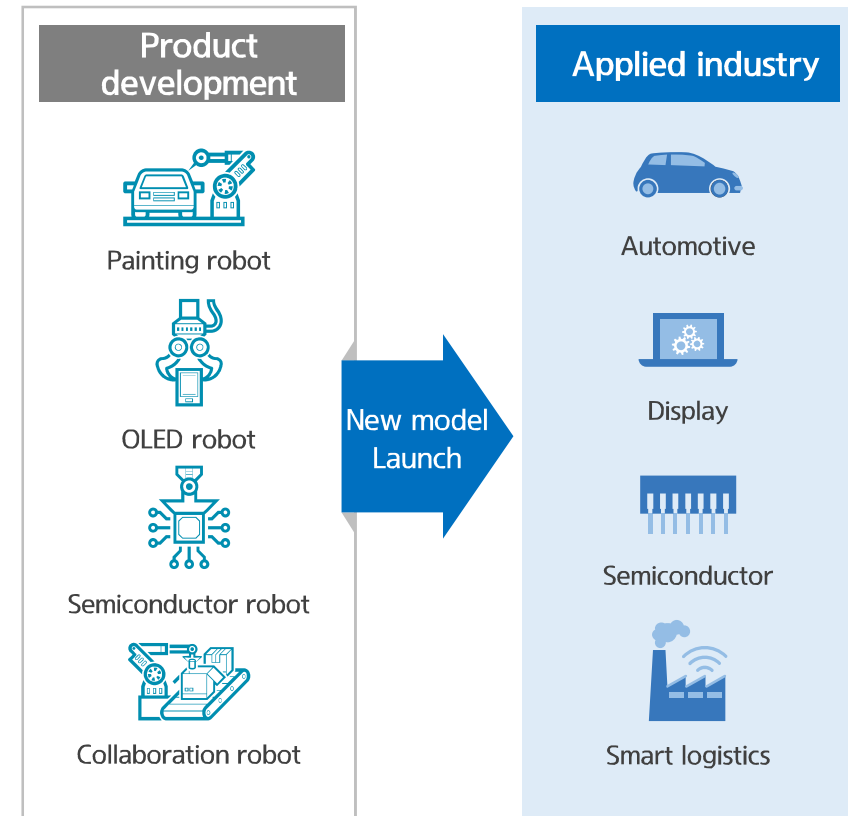 Product
development
Painting robot
OLED robot
Semiconductor robot
Collaboration robot
New model
Launch
Applied industry
Automotive
Display
Semiconductor
Smart logistics